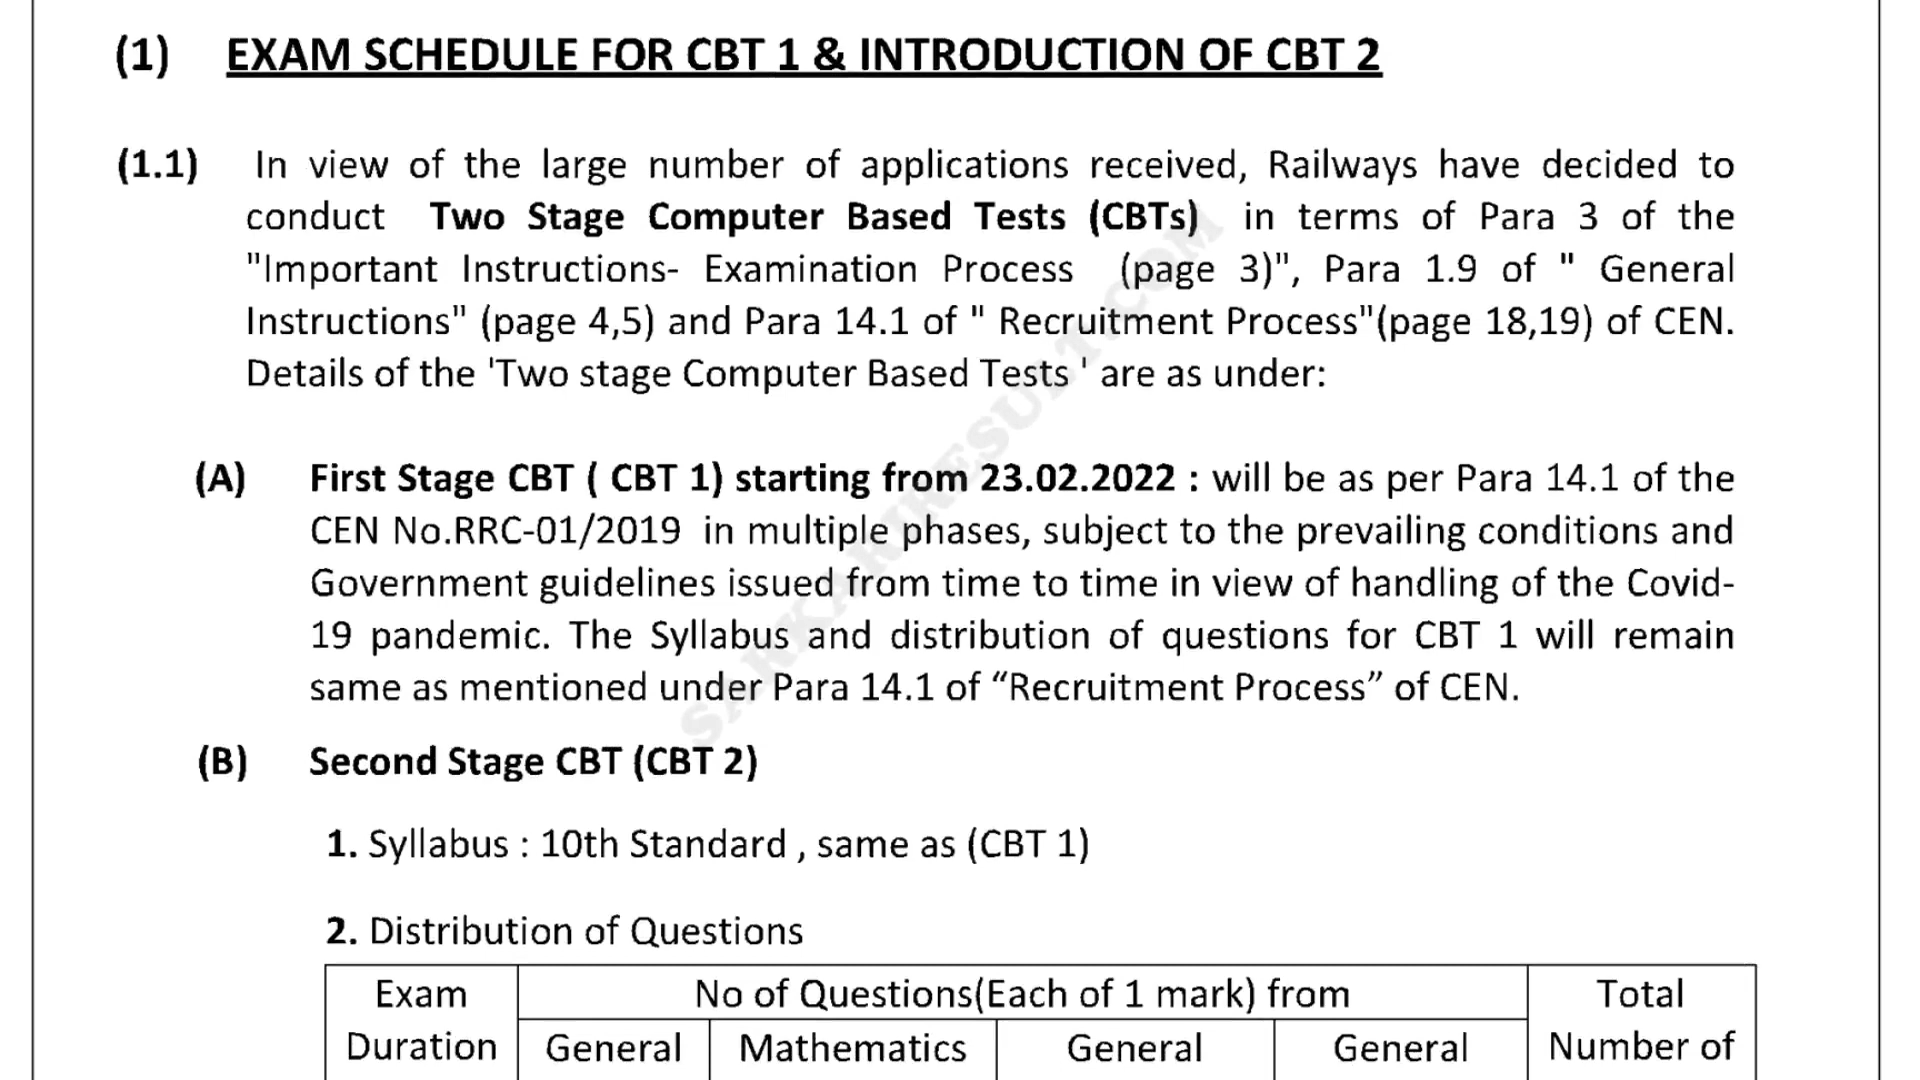 (1) EXAM SCHEDULE FOR CBT 1 & INTRODUCTION OF CBT 2
(1.1) In view of the large number of applications received, Railways have decided to
conduct Two Stage Computer Based Tests (CBTs) in terms of Para 3 of the
"Important Instructions- Examination Process (page 3)", Para 1.9 of " General
Instructions" (page 4,5) and Para 14.1 of " Recruitment Process"(page 18,19) of CEN.
Details of the 'Two stage Computer Based Tests ' are as under:
(A) First Stage CBT ( CBT 1) starting from 23.02.2022 : will be as per Para 14.1 of the
CEN No.RRC-01/2019 in multiple phases, subject to the prevailing conditions and
Government guidelines issued from time to time in view of handling of the Covid-
19 pandemic. The Syllabus and distribution of questions for CBT 1 will remain
same as mentioned under Para 14.1 of “Recruitment Process” of CEN.
(B) Second Stage CBT (CBT 2)
1. Syllabus : 10th Standard , same as (CBT 1)
2. Distribution of Questions
Exam No of Questions(Each of 1 mark) from Total
Duration General Mathematics General General Number of
SARKARIRESULT.COM